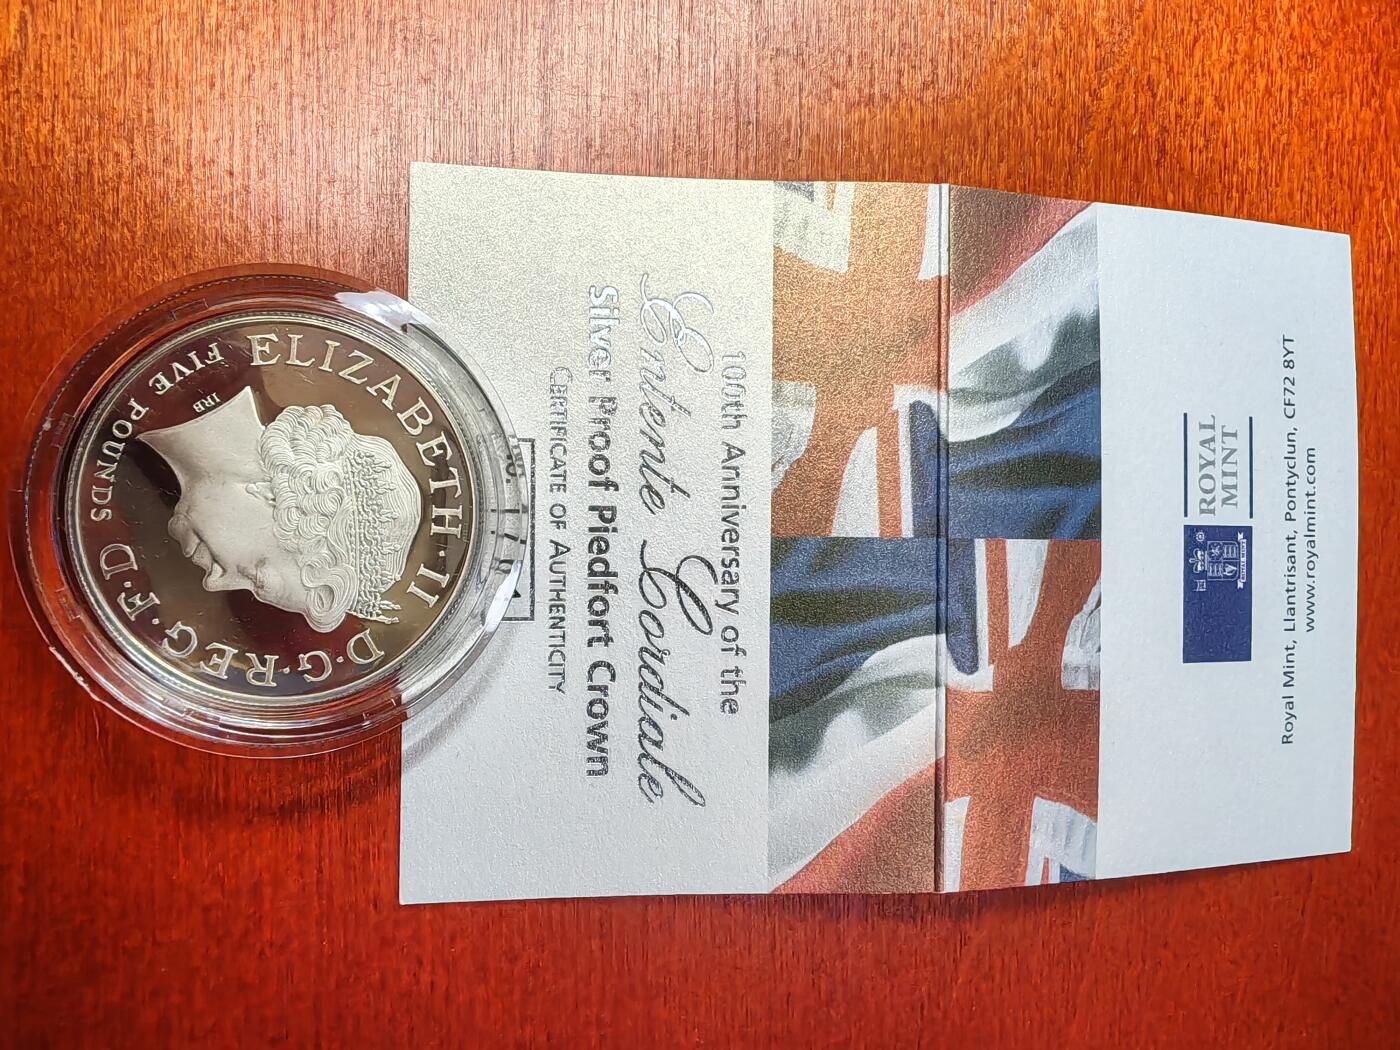 100th Anniversary of the
Entente Cordiale
Silver Proof Piedfort Crown
CERTIFICATE OF AUTHENTICITY
ELIZABETH·II
D·G·REG·F·D
FIVE POUNDS
IRB
ROYAL
MINT
Royal Mint, Llantrisant, Pontyclun, CF72 8YT
www.royalmint.com